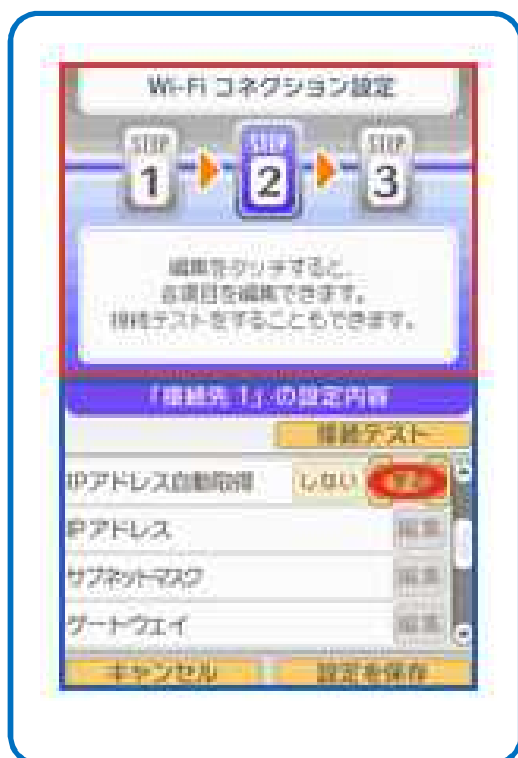 Wi-Fi コネクション設定
STEP 1
STEP 2
STEP 3
編集をタッチすると、
各項目を編集できます。
接続テストをすることもできます。
「接続先 1」の設定内容
接続テスト
IPアドレス自動取得 しない する
IPアドレス 編集
サブネットマスク 編集
ゲートウェイ 編集
キャンセル 設定を保存